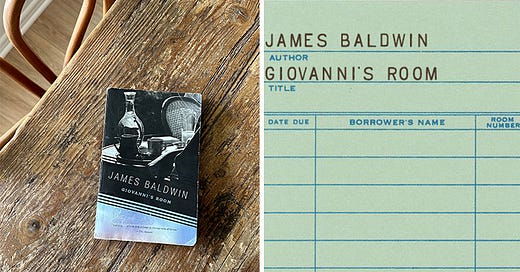 JAMES BALDWIN
GIOVANNI'S ROOM
JAMES BALDWIN
AUTHOR
GIOVANNI'S ROOM
TITLE
DATE DUE BORROWER'S NAME ROOM NUMBER